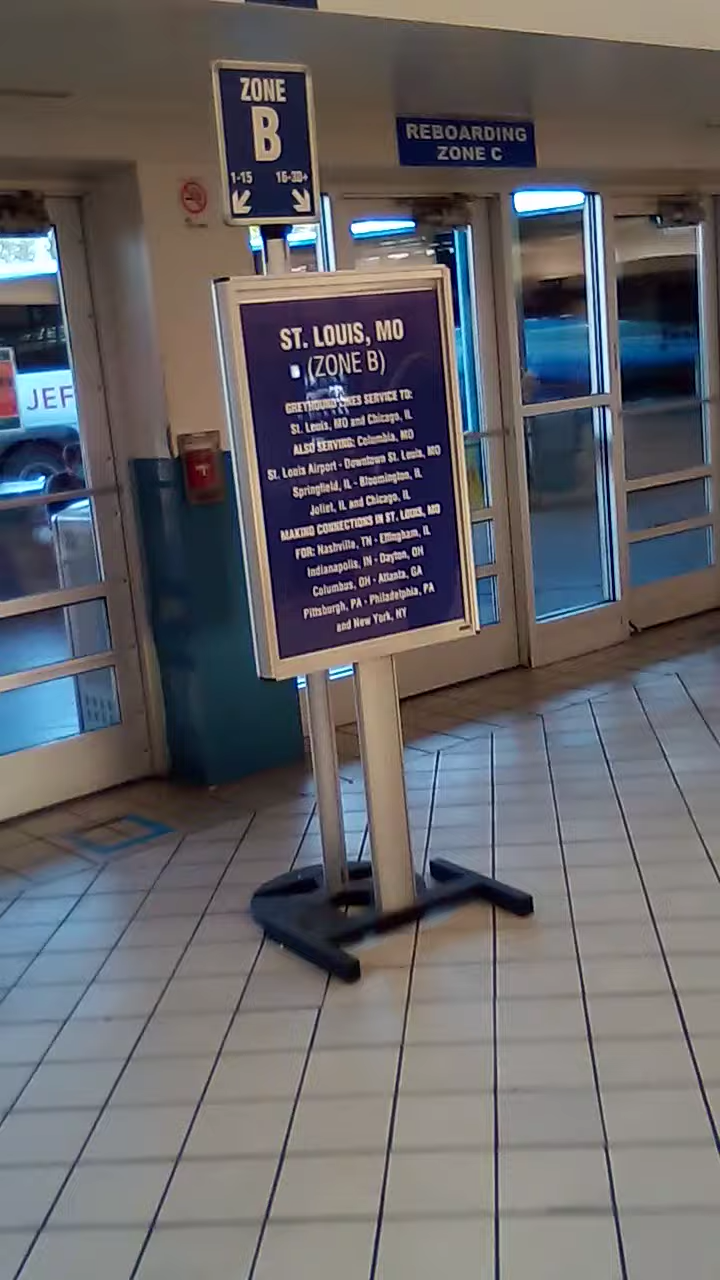 ZONE
B
1-15 16-30+
REBOARDING
ZONE C
ST. LOUIS, MO
(ZONE B)
GREYHOUND LINES SERVICE TO:
St. Louis, MO and Chicago, IL
ALSO SERVING: Columbia, MO
St. Louis Airport - Downtown St. Louis, MO
Springfield, IL - Bloomington, IL
Joliet, IL and Chicago, IL
MAKING CONNECTIONS IN ST. LOUIS, MO
FOR: Nashville, TN - Effingham, IL
Indianapolis, IN - Dayton, OH
Columbus, OH - Atlanta, GA
Pittsburgh, PA - Philadelphia, PA
and New York, NY
JEF